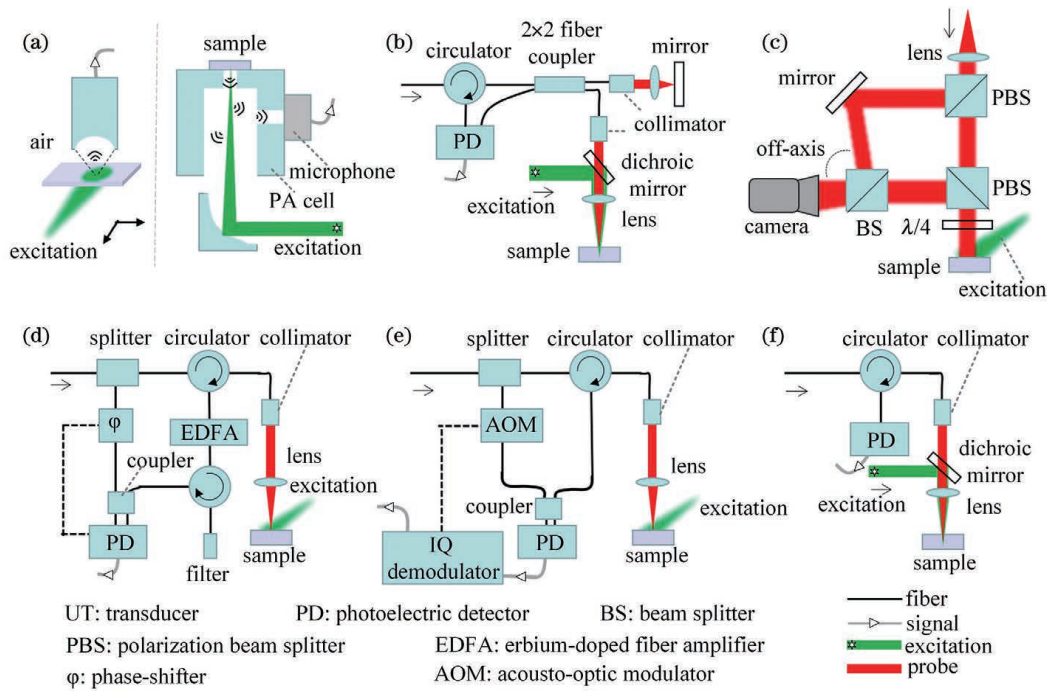 (a)
sample
air
microphone
PA cell
excitation
excitation
(b)
circulator
2×2 fiber
coupler
mirror
PD
collimator
dichroic
mirror
excitation
lens
sample
(c)
lens
mirror
PBS
off-axis
PBS
camera
BS
λ/4
sample
excitation
(d)
splitter
circulator
collimator
φ
EDFA
coupler
lens
excitation
PD
filter
sample
(e)
splitter
circulator
collimator
AOM
lens
coupler
excitation
IQ
demodulator
PD
sample
(f)
circulator
collimator
PD
dichroic
mirror
excitation
lens
sample
UT: transducer
PD: photoelectric detector
BS: beam splitter
PBS: polarization beam splitter
EDFA: erbium-doped fiber amplifier
φ: phase-shifter
AOM: acousto-optic modulator
fiber
signal
excitation
probe